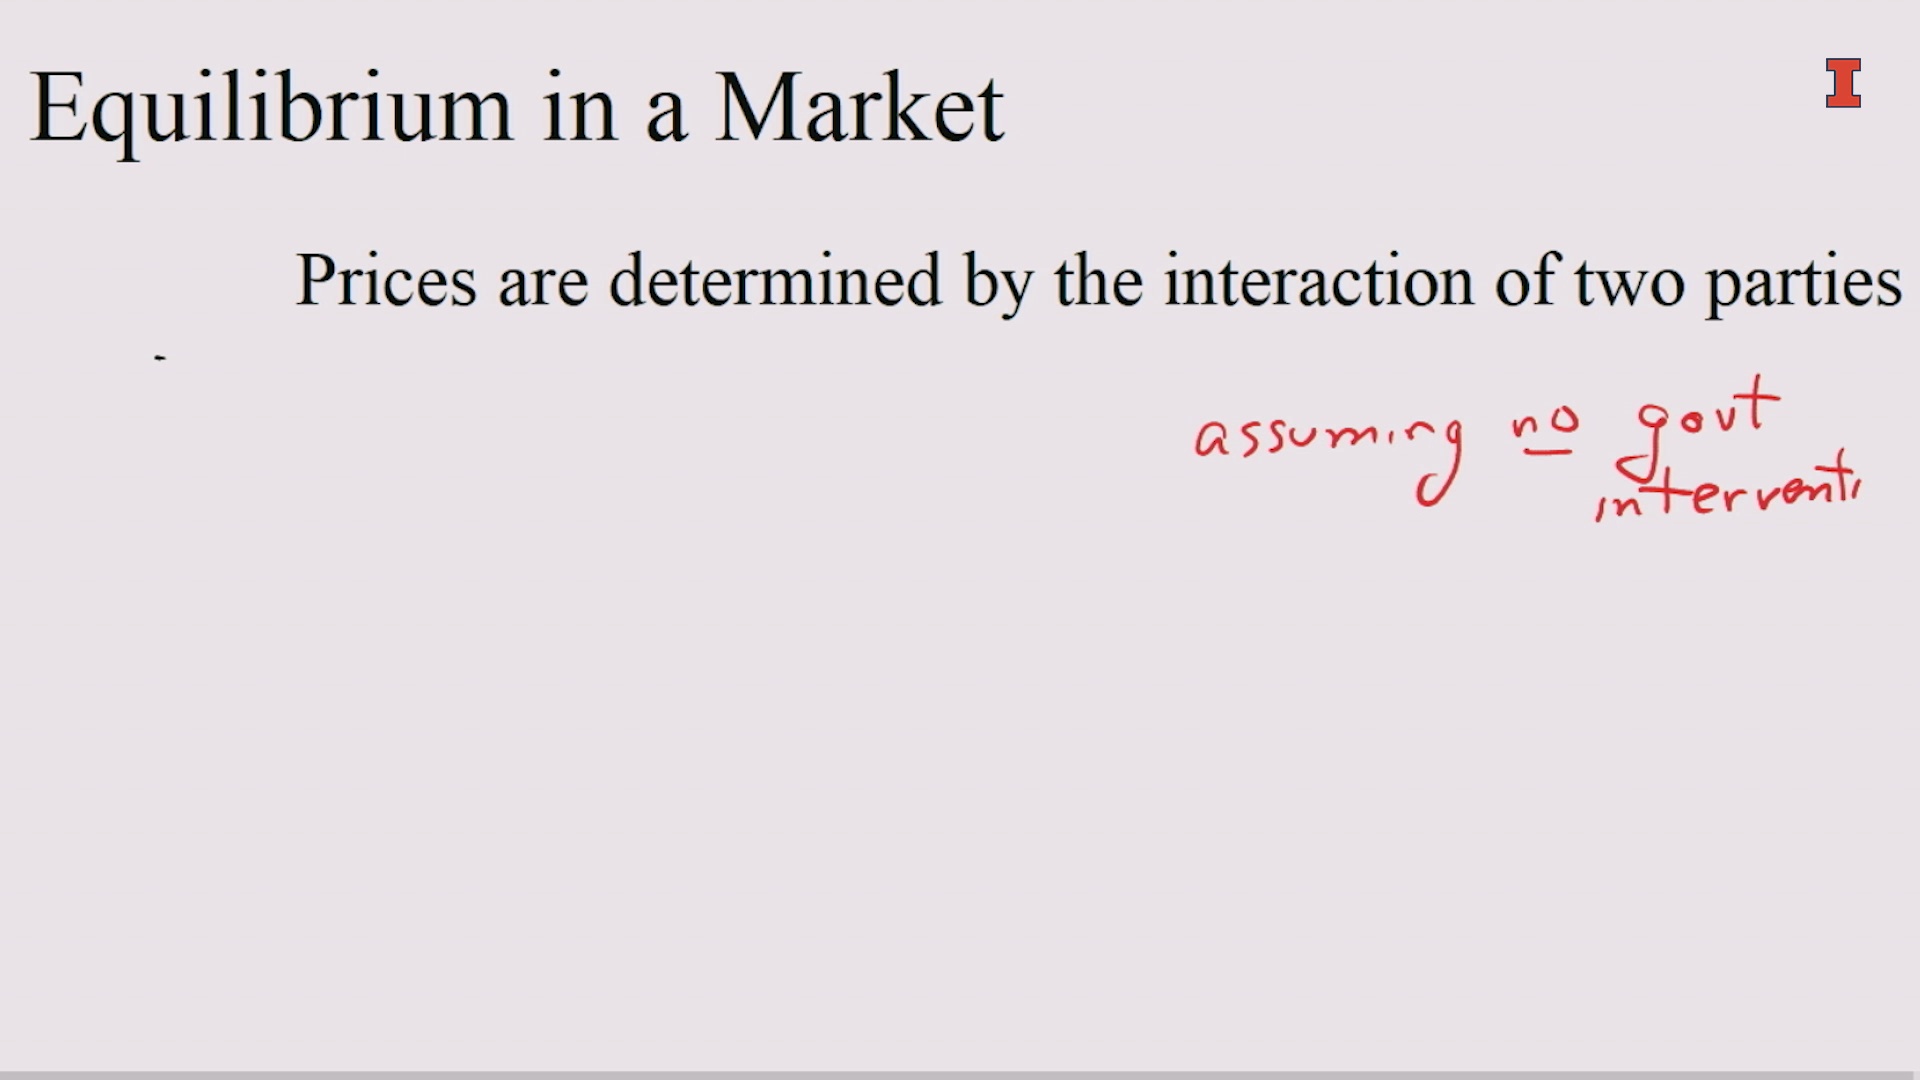 Equilibrium in a Market
I
Prices are determined by the interaction of two parties
assuming no govt
interventi